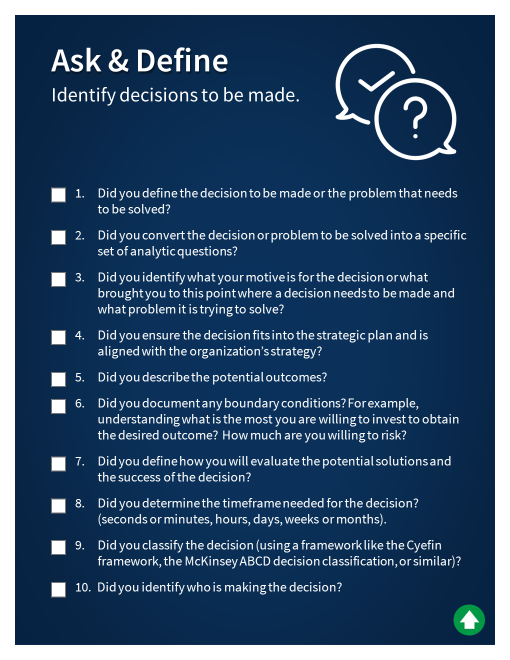 Ask & Define
Identify decisions to be made.
?
1. Did you define the decision to be made or the problem that needs
to be solved?
2. Did you convert the decision or problem to be solved into a specific
set of analytic questions?
3. Did you identify what your motive is for the decision or what
brought you to this point where a decision needs to be made and
what problem it is trying to solve?
4. Did you ensure the decision fits into the strategic plan and is
aligned with the organization's strategy?
5. Did you describe the potential outcomes?
6. Did you document any boundary conditions? For example,
understanding what is the most you are willing to invest to obtain
the desired outcome? How much are you willing to risk?
7. Did you define how you will evaluate the potential solutions and
the success of the decision?
8. Did you determine the timeframe needed for the decision?
(seconds or minutes, hours, days, weeks or months).
9. Did you classify the decision (using a framework like the Cyefin
framework, the McKinsey ABCD decision classification, or similar)?
10. Did you identify who is making the decision?